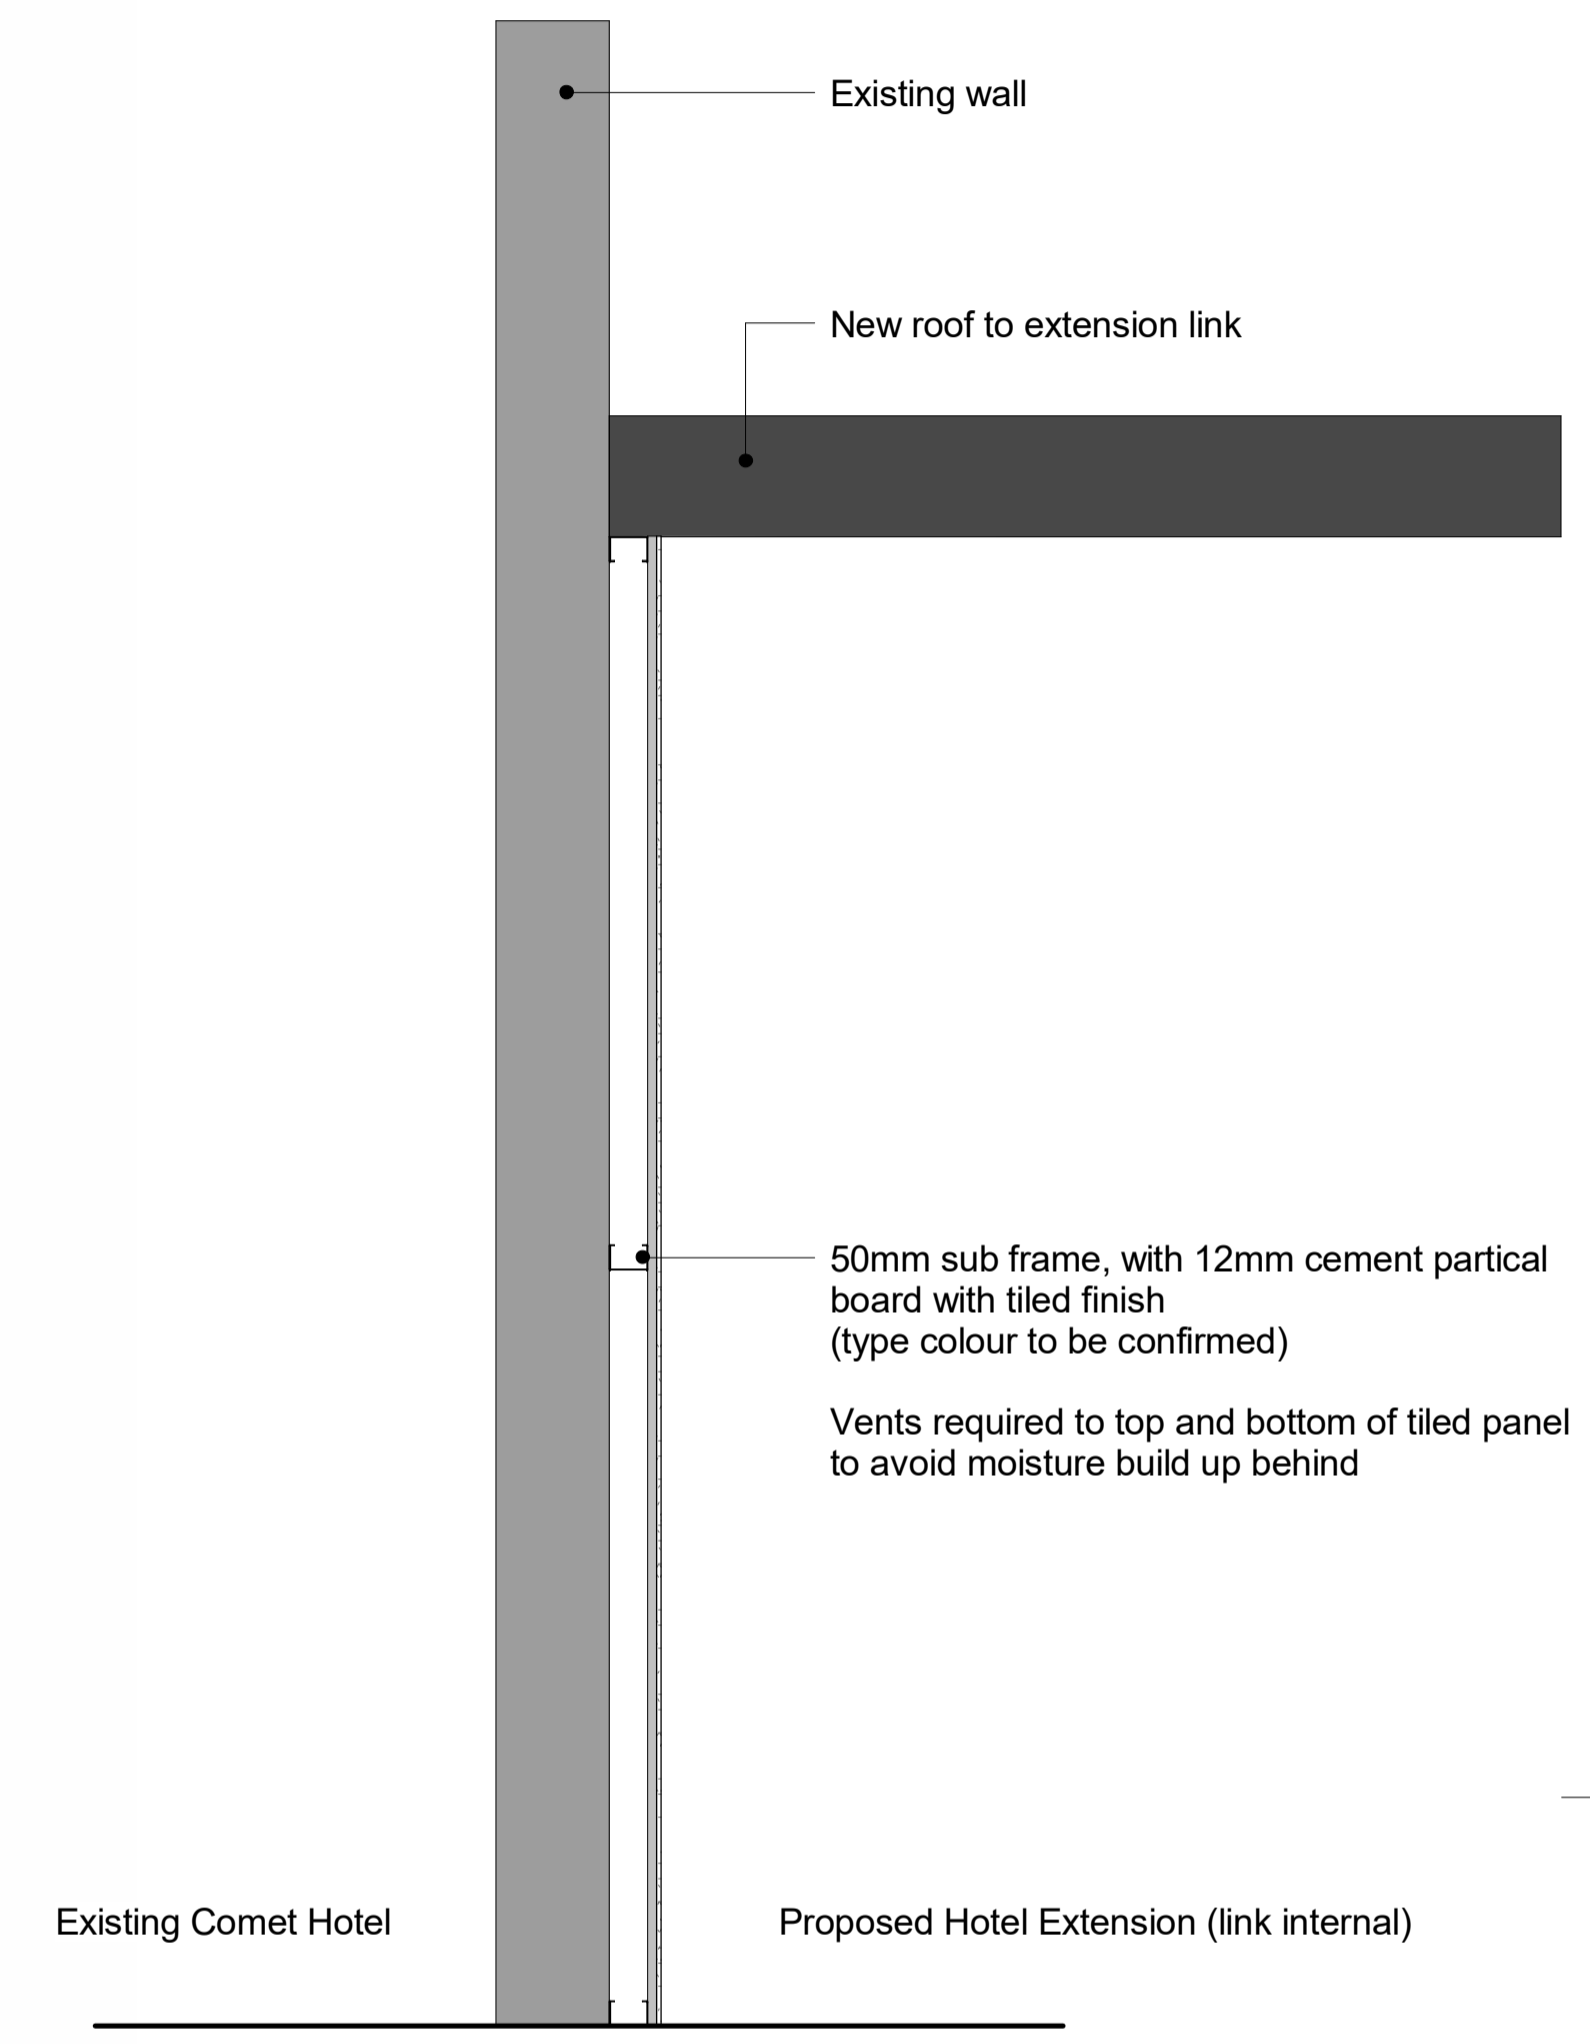 Existing wall
New roof to extension link
50mm sub frame, with 12mm cement partical
board with tiled finish
(type colour to be confirmed)
Vents required to top and bottom of tiled panel
to avoid moisture build up behind
Existing Comet Hotel
Proposed Hotel Extension (link internal)